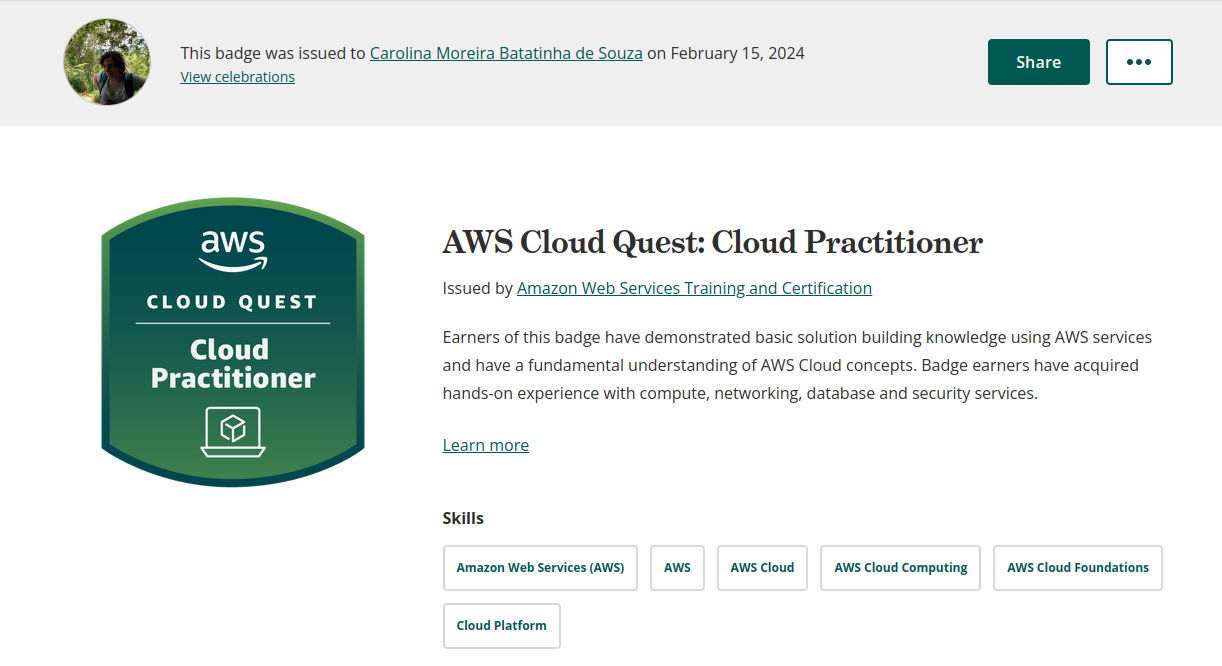 This badge was issued to Carolina Moreira Batatinha de Souza on February 15, 2024
View celebrations
Share
aws
CLOUD QUEST
Cloud
Practitioner
AWS Cloud Quest: Cloud Practitioner
Issued by Amazon Web Services Training and Certification
Earners of this badge have demonstrated basic solution building knowledge using AWS services
and have a fundamental understanding of AWS Cloud concepts. Badge earners have acquired
hands-on experience with compute, networking, database and security services.
Learn more
Skills
Amazon Web Services (AWS) AWS AWS Cloud AWS Cloud Computing AWS Cloud Foundations
Cloud Platform